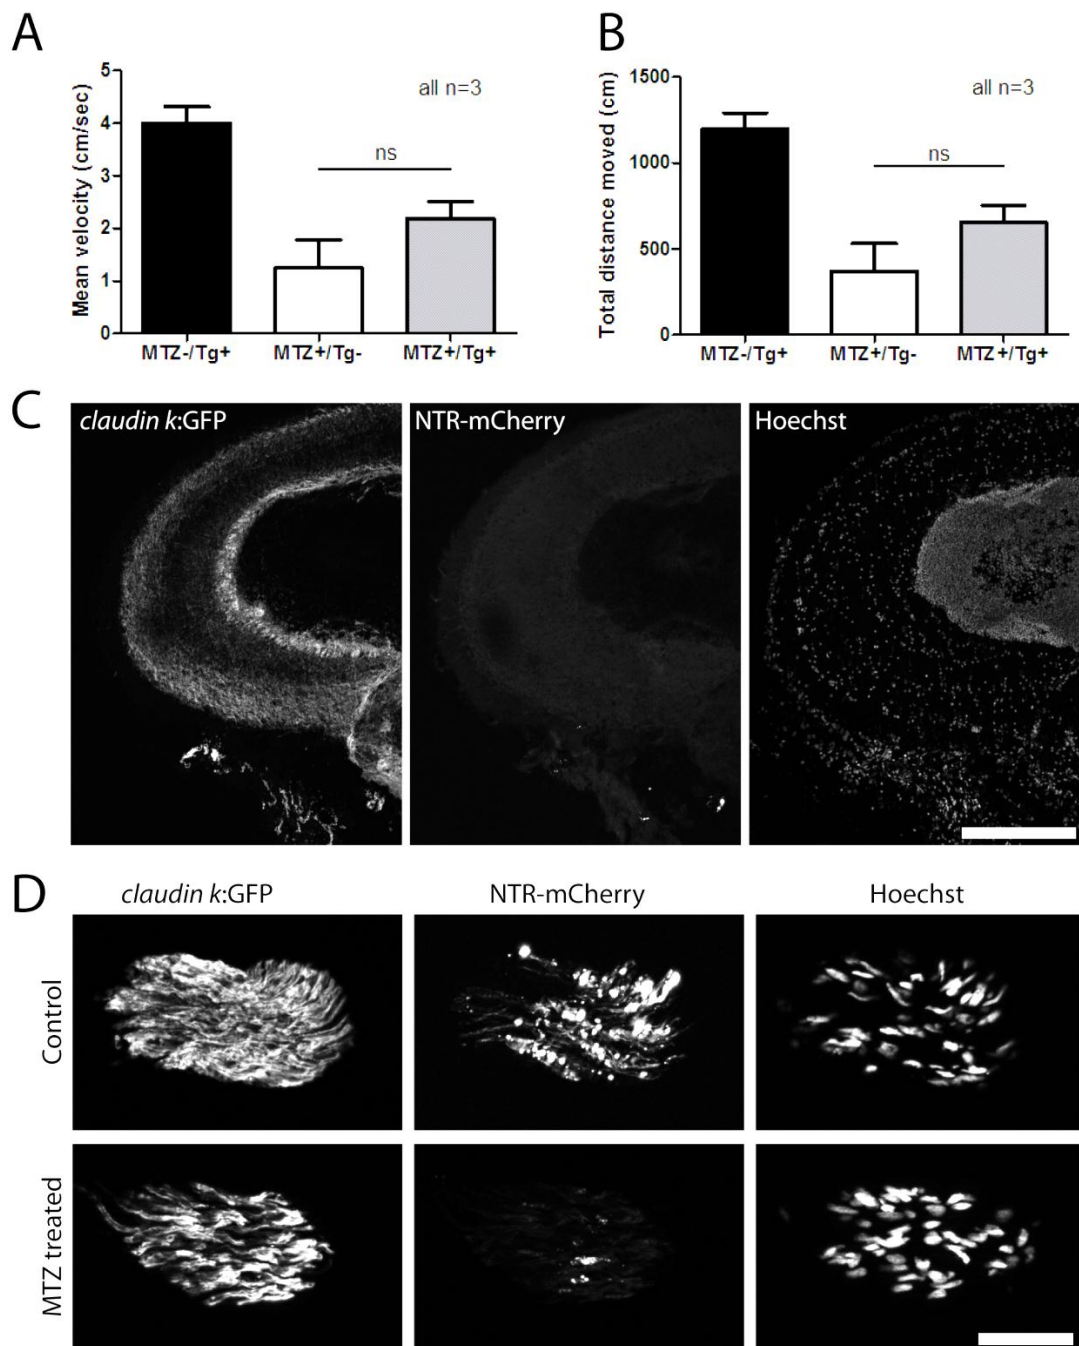 A
Mean velocity (cm/sec)
5
4
3
2
1
0
all n=3
ns
MTZ-/Tg+ MTZ+/Tg- MTZ+/Tg+
B
Total distance moved (cm)
1500
1000
500
0
all n=3
ns
MTZ-/Tg+ MTZ+/Tg- MTZ+/Tg+
C
claudin k:GFP NTR-mCherry Hoechst
D
claudin k:GFP NTR-mCherry Hoechst
Control
MTZ treated